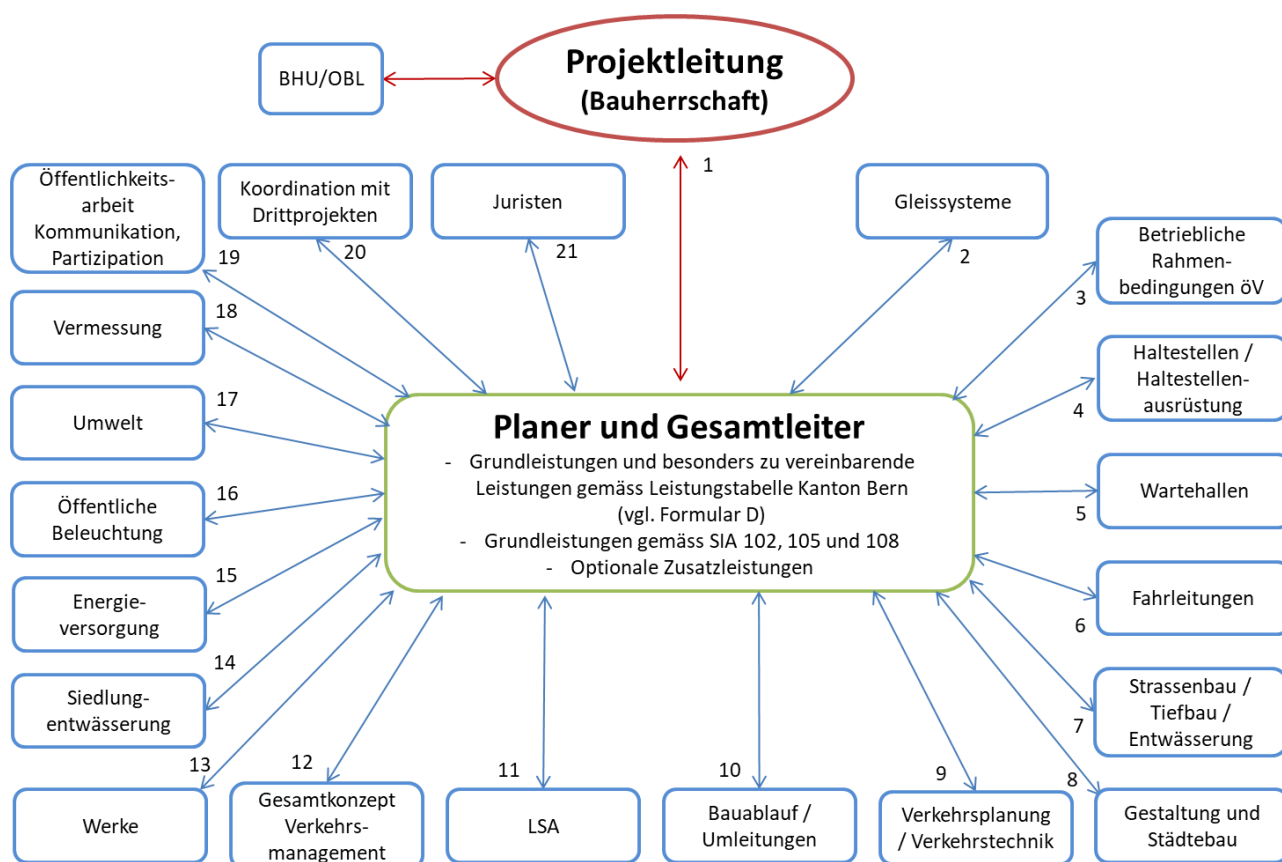 Projektleitung
(Bauherrschaft)
BHU/OBL
1
Öffentlichkeits-
arbeit
Kommunikation,
Partizipation
19
Koordination mit
Drittprojekten
20
Juristen
21
Gleissysteme
2
Betriebliche
Rahmen-
bedingungen öV
3
Vermessung
18
Haltestellen /
Haltestellen-
ausrüstung
4
Umwelt
17
Planer und Gesamtleiter
- Grundleistungen und besonders zu vereinbarende
Leistungen gemäss Leistungstabelle Kanton Bern
(vgl. Formular D)
- Grundleistungen gemäss SIA 102, 105 und 108
- Optionale Zusatzleistungen
Wartehallen
5
Öffentliche
Beleuchtung
16
Fahrleitungen
6
Energie-
versorgung
15
Siedlung-
entwässerung
14
Strassenbau /
Tiefbau /
Entwässerung
7
Werke
13
Gesamtkonzept
Verkehrs-
management
12
LSA
11
Bauablauf /
Umleitungen
10
Verkehrsplanung
/ Verkehrstechnik
9
Gestaltung und
Städtebau
8